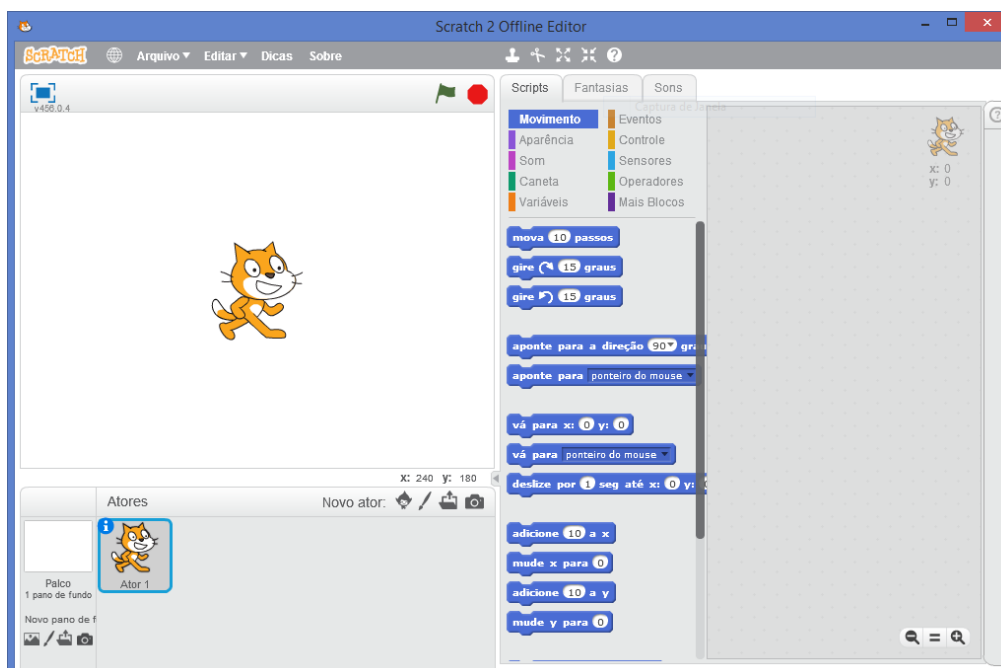 Scratch 2 Offline Editor
SCRATCH Arquivo Editar Dicas Sobre
v456.0.4
Scripts Fantasias Sons
Captura de Janela
Movimento Eventos
Aparência Controle
Som Sensores
Caneta Operadores
Variáveis Mais Blocos
x: 0
y: 0
mova 10 passos
gire 15 graus
gire 15 graus
aponte para a direção 90 gra
aponte para ponteiro do mouse
vá para x: 0 y: 0
vá para ponteiro do mouse
deslize por 1 seg até x: 0 y:
adicione 10 a x
mude x para 0
adicione 10 a y
mude y para 0
x: 240 y: 180
Atores Novo ator:
Palco
1 pano de fundo
Ator 1
Novo pano de f